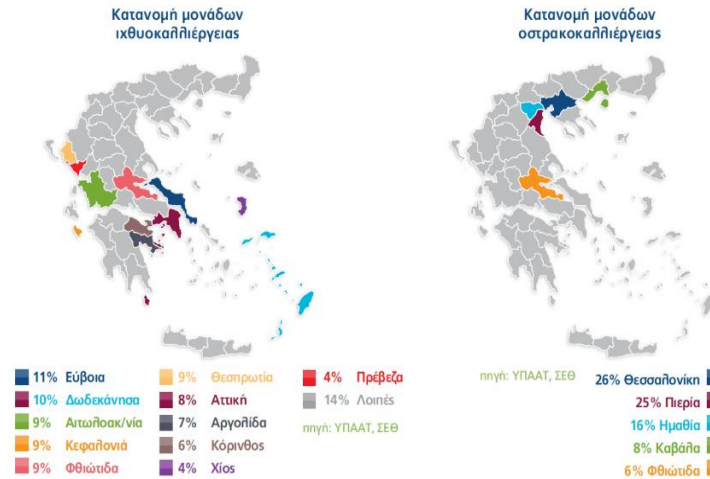 Κατανομή μονάδων
ιχθυοκαλλιέργειας
11% Εύβοια
10% Δωδεκάνησα
9% Αιτωλοακ/νία
9% Κεφαλονιά
9% Φθιώτιδα
9% Θεσπρωτία
8% Αττική
7% Αργολίδα
6% Κόρινθος
4% Χίος
4% Πρέβεζα
14% Λοιπές
πηγή: ΥΠΑΑΤ, ΣΕΘ
Κατανομή μονάδων
οστρακοκαλλιέργειας
πηγή: ΥΠΑΑΤ, ΣΕΘ
26% Θεσσαλονίκη
25% Πιερία
16% Ημαθία
8% Καβάλα
6% Φθιώτιδα